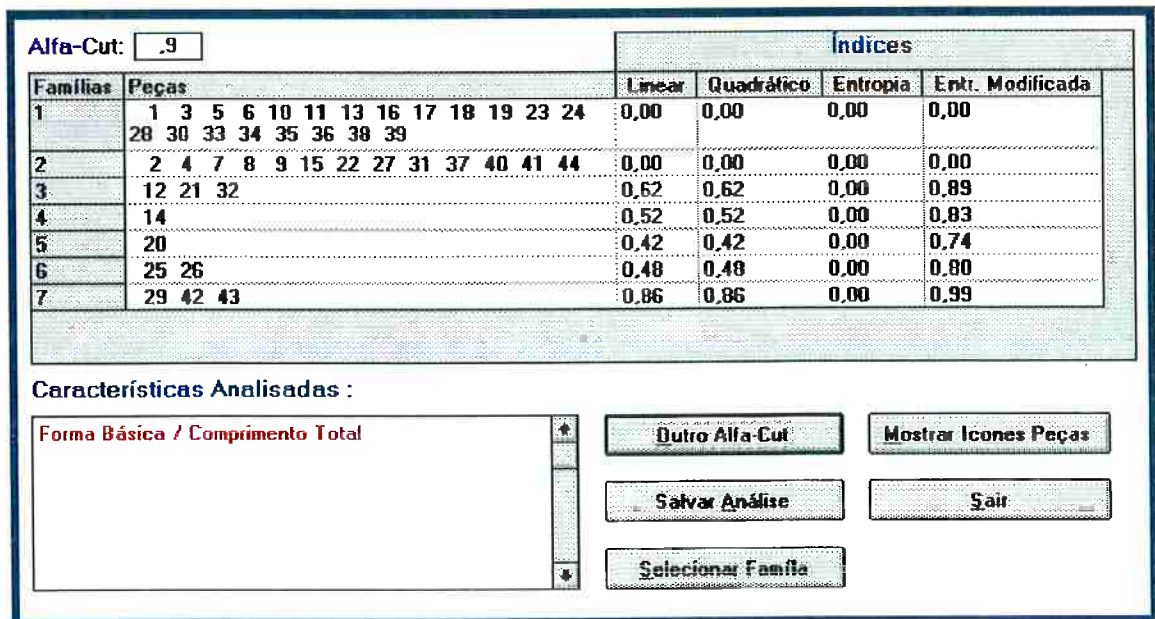 Alfa-Cut: .9
Índices
Famílias Peças Linear Quadrático Entropia Entr. Modificada
1 1 3 5 6 10 11 13 16 17 18 19 23 24 0,00 0,00 0,00 0,00
28 30 33 34 35 36 38 39
2 2 4 7 8 9 15 22 27 31 37 40 41 44 0,00 0,00 0,00 0,00
3 12 21 32 0,62 0,62 0,00 0,89
4 14 0,52 0,52 0,00 0,83
5 20 0,42 0,42 0,00 0,74
6 25 26 0,48 0,48 0,00 0,80
7 29 42 43 0,86 0,86 0,00 0,99
Características Analisadas :
Forma Básica / Comprimento Total
Outro Alfa-Cut Mostrar Icones Peças
Salvar Análise Sair
Selecionar Família